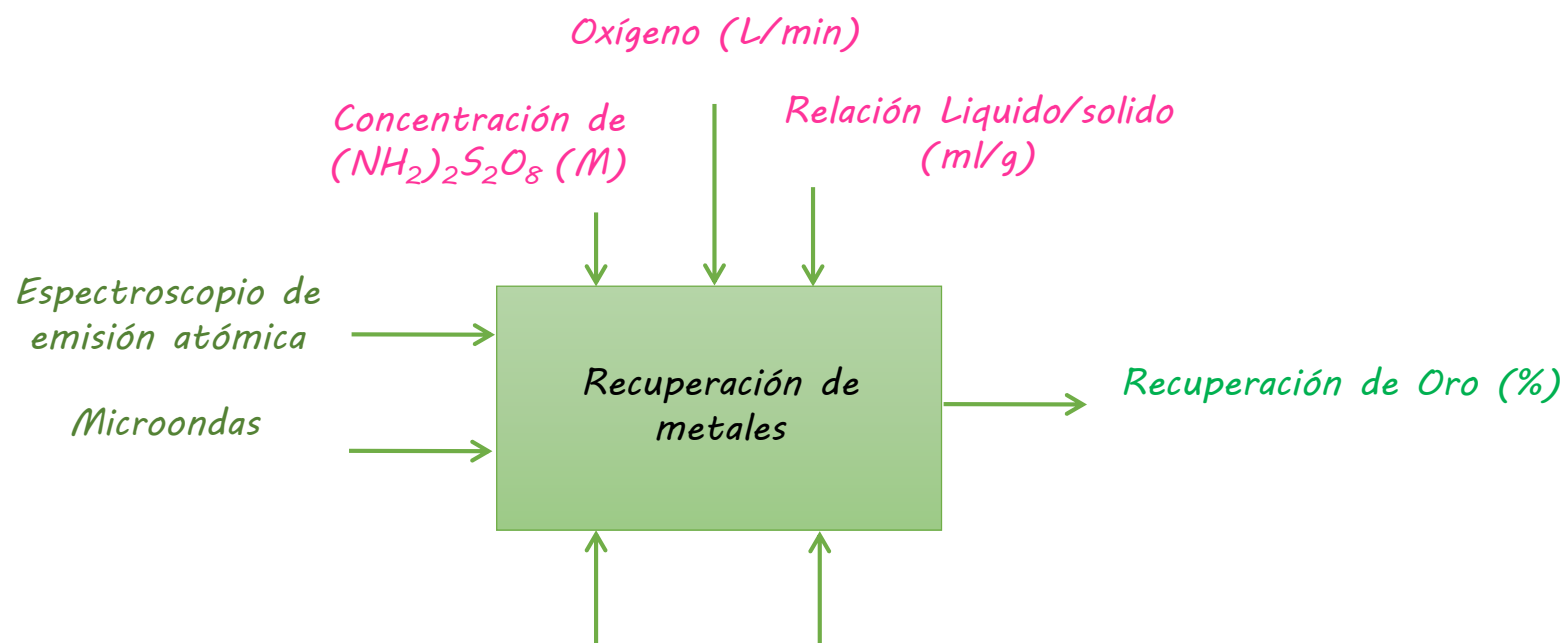 Oxígeno (L/min)
Concentración de
(NH₂)₂S₂O₈ (M)
Relación Liquido/solido
(ml/g)
Espectroscopio de
emisión atómica
Microondas
Recuperación de
metales
Recuperación de Oro (%)